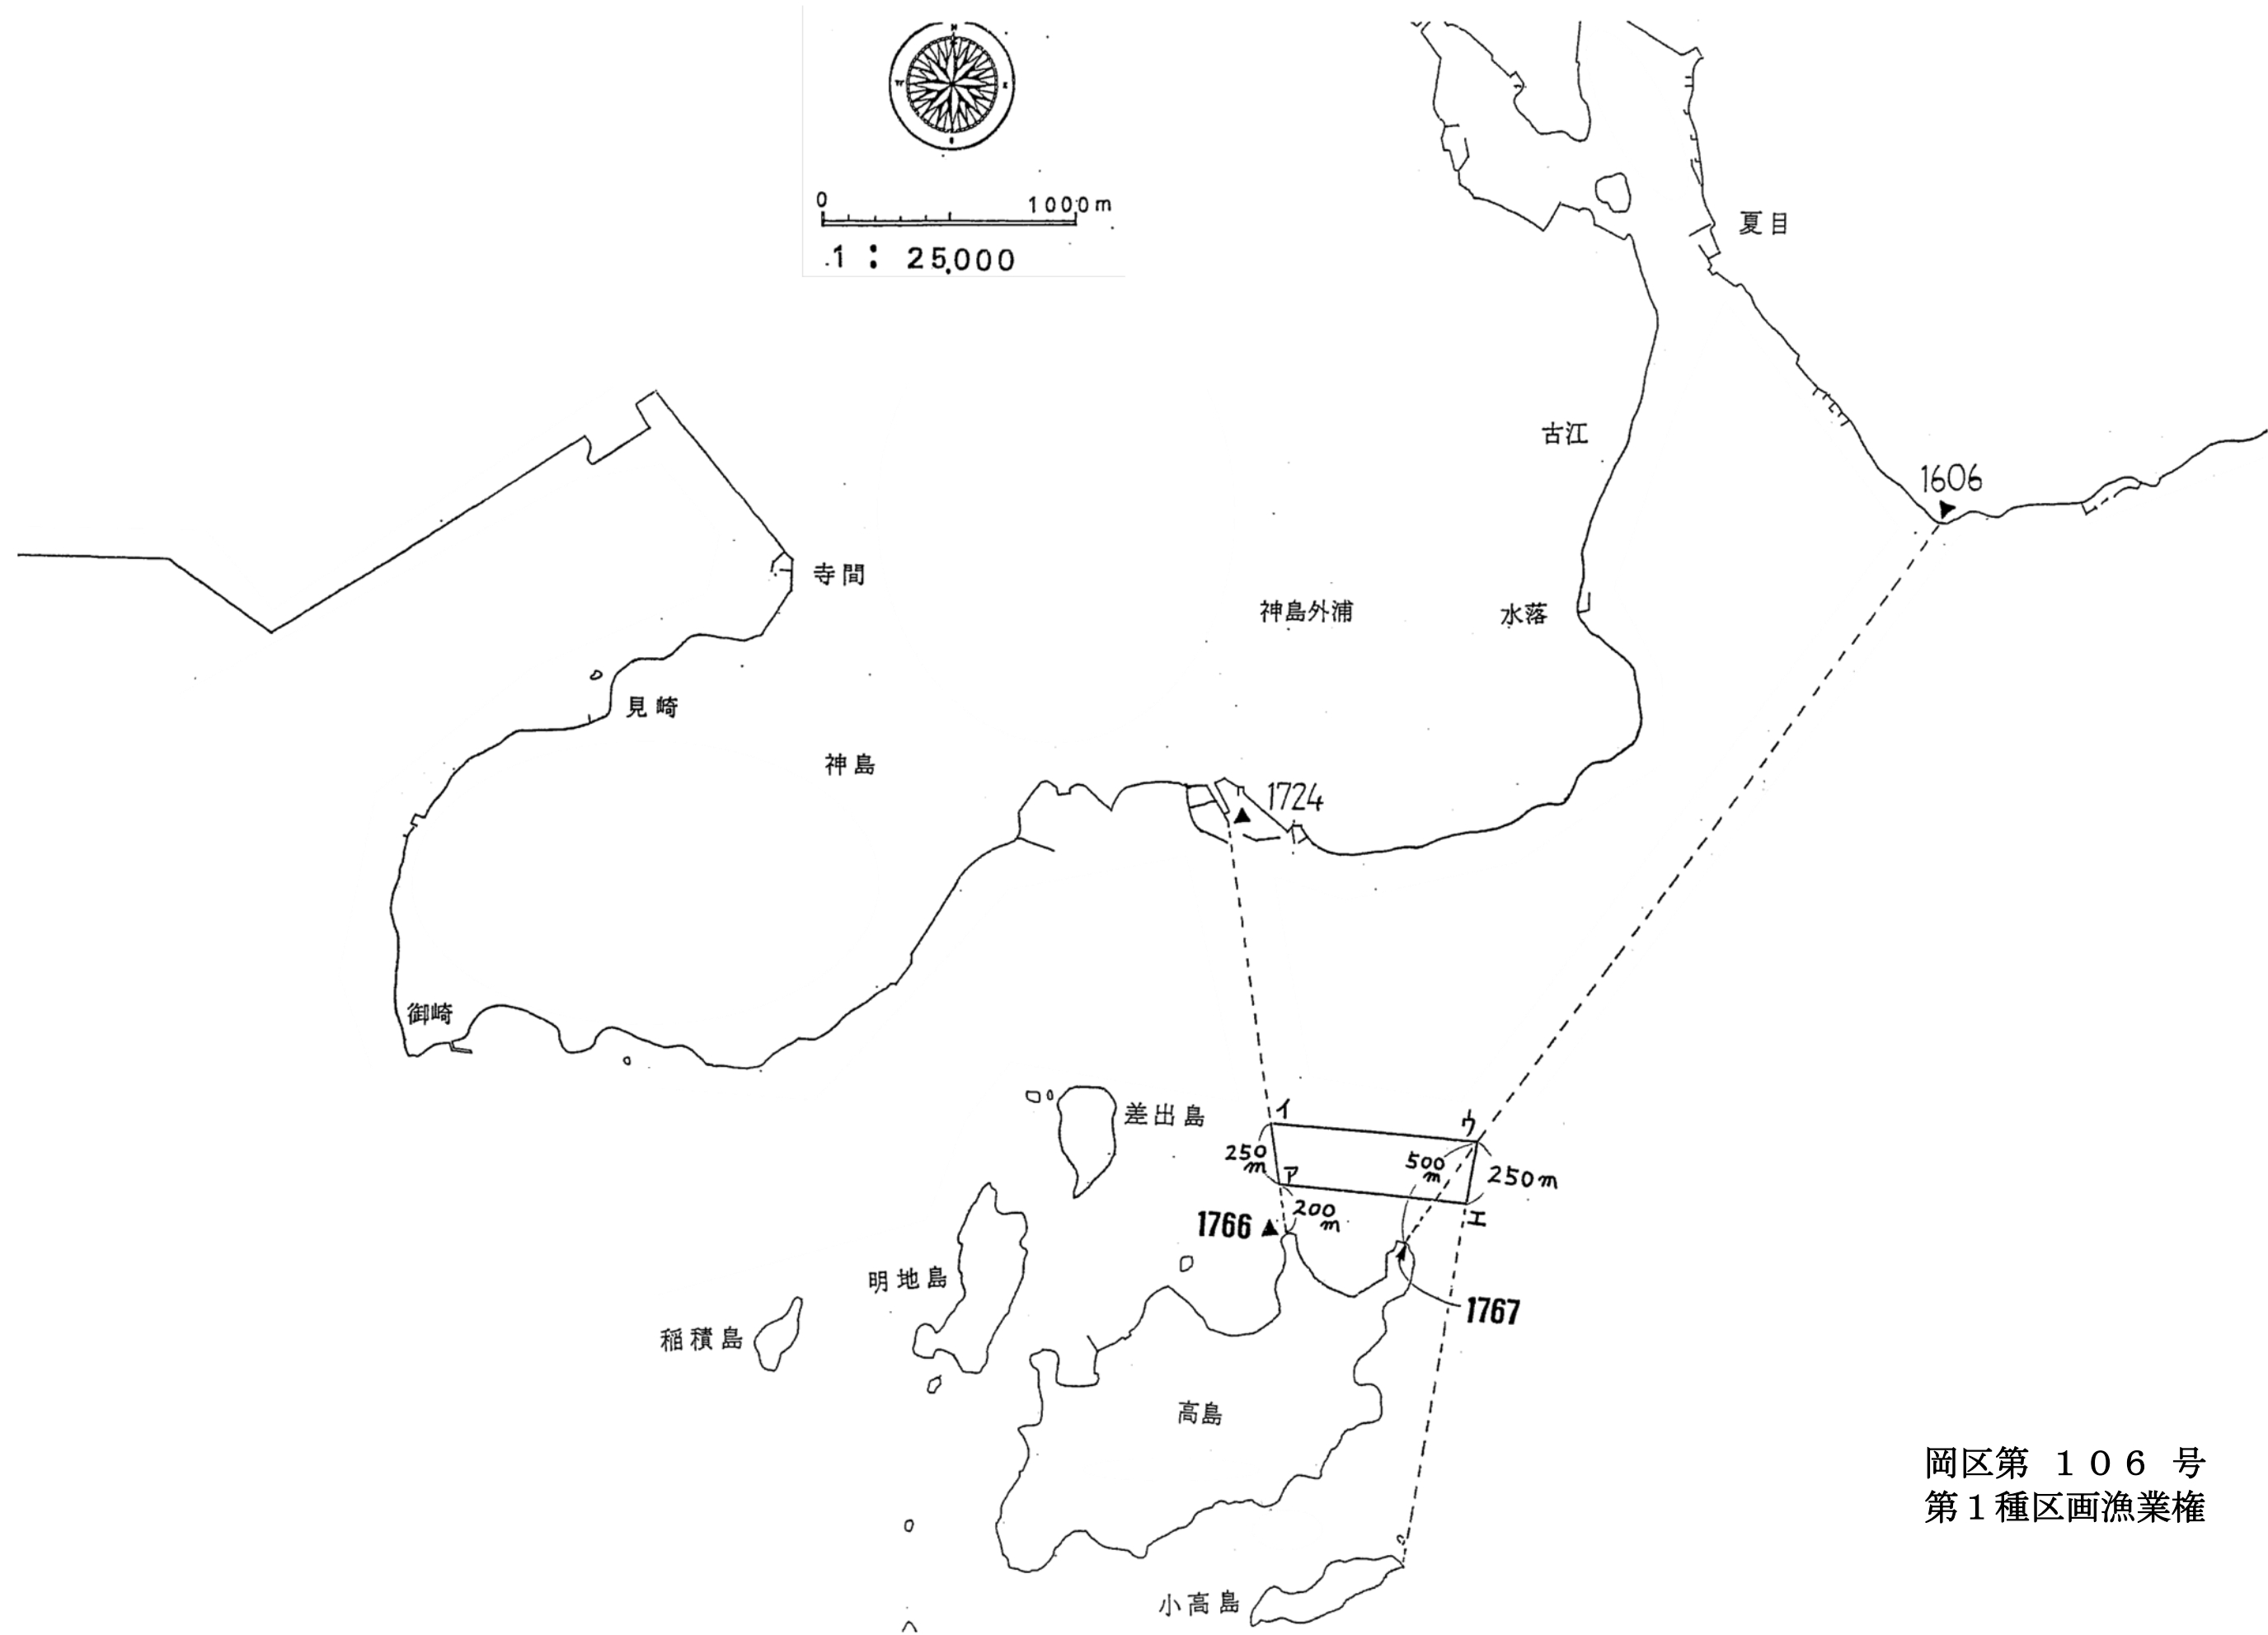 N
W
E
S
0 1000m
1 : 25,000
夏目
古江
1606
寺間
神島外浦
水落
見崎
神島
1724
御崎
差出島
イ
ウ
250m
ア
500m
250m
200m
エ
1766
明地島
1767
稲積島
高島
岡区第 106 号
第1種区画漁業権
小高島